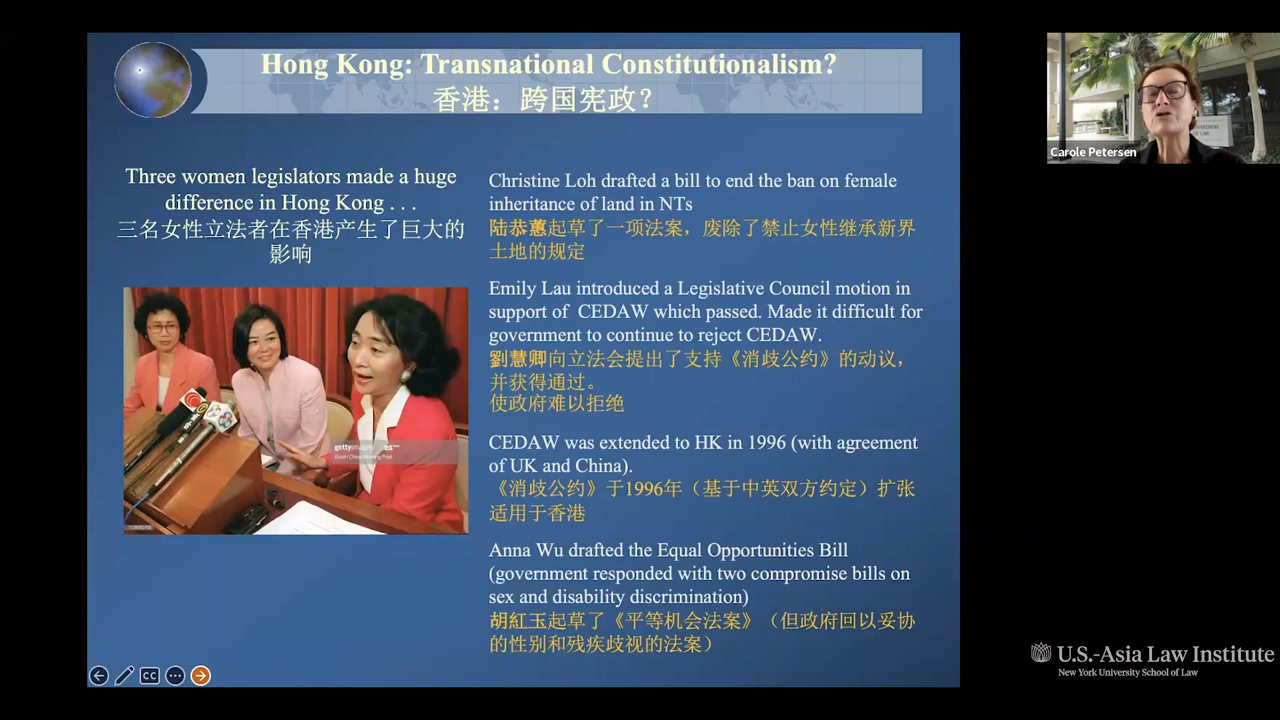 Hong Kong: Transnational Constitutionalism?
香港：跨国宪政？
Three women legislators made a huge
difference in Hong Kong . . .
三名女性立法者在香港产生了巨大的
影响
gettyimages
South China Morning Post
Christine Loh drafted a bill to end the ban on female
inheritance of land in NTs
陆恭蕙起草了一项法案，废除了禁止女性继承新界
土地的规定
Emily Lau introduced a Legislative Council motion in
support of CEDAW which passed. Made it difficult for
government to continue to reject CEDAW.
劉慧卿向立法会提出了支持《消歧公约》的动议，
并获得通过。
使政府难以拒绝
CEDAW was extended to HK in 1996 (with agreement
of UK and China).
《消歧公约》于1996年（基于中英双方约定）扩张
适用于香港
Anna Wu drafted the Equal Opportunities Bill
(government responded with two compromise bills on
sex and disability discrimination)
胡紅玉起草了《平等机会法案》（但政府回以妥协
的性别和残疾歧视的法案）
CC
Carole Petersen
U.S.-Asia Law Institute
New York University School of Law